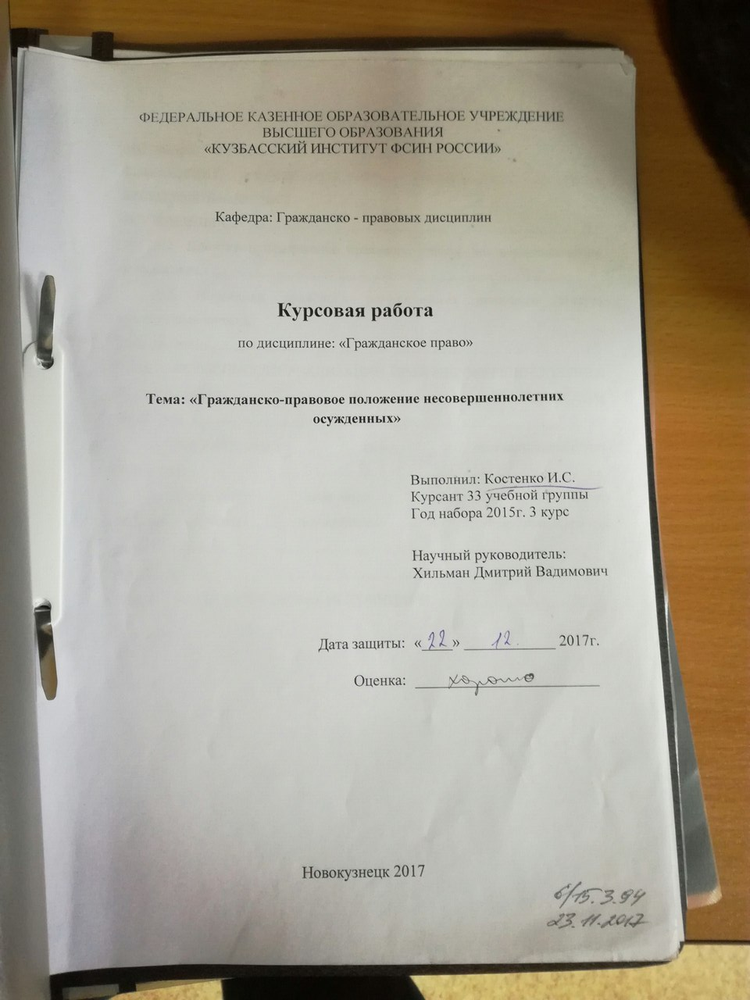 ФЕДЕРАЛЬНОЕ КАЗЕННОЕ ОБРАЗОВАТЕЛЬНОЕ УЧРЕЖДЕНИЕ
ВЫСШЕГО ОБРАЗОВАНИЯ
«КУЗБАССКИЙ ИНСТИТУТ ФСИН РОССИИ»
Кафедра: Гражданско - правовых дисциплин
Курсовая работа
по дисциплине: «Гражданское право»
Тема: «Гражданско-правовое положение несовершеннолетних
осужденных»
Выполнил: Костенко И.С.
Курсант 33 учебной группы
Год набора 2015г. 3 курс
Научный руководитель:
Хильман Дмитрий Вадимович
Дата защиты: «22» 12. 2017г.
Оценка: хорошо
Новокузнецк 2017
б/15.3.94
23.11.2017